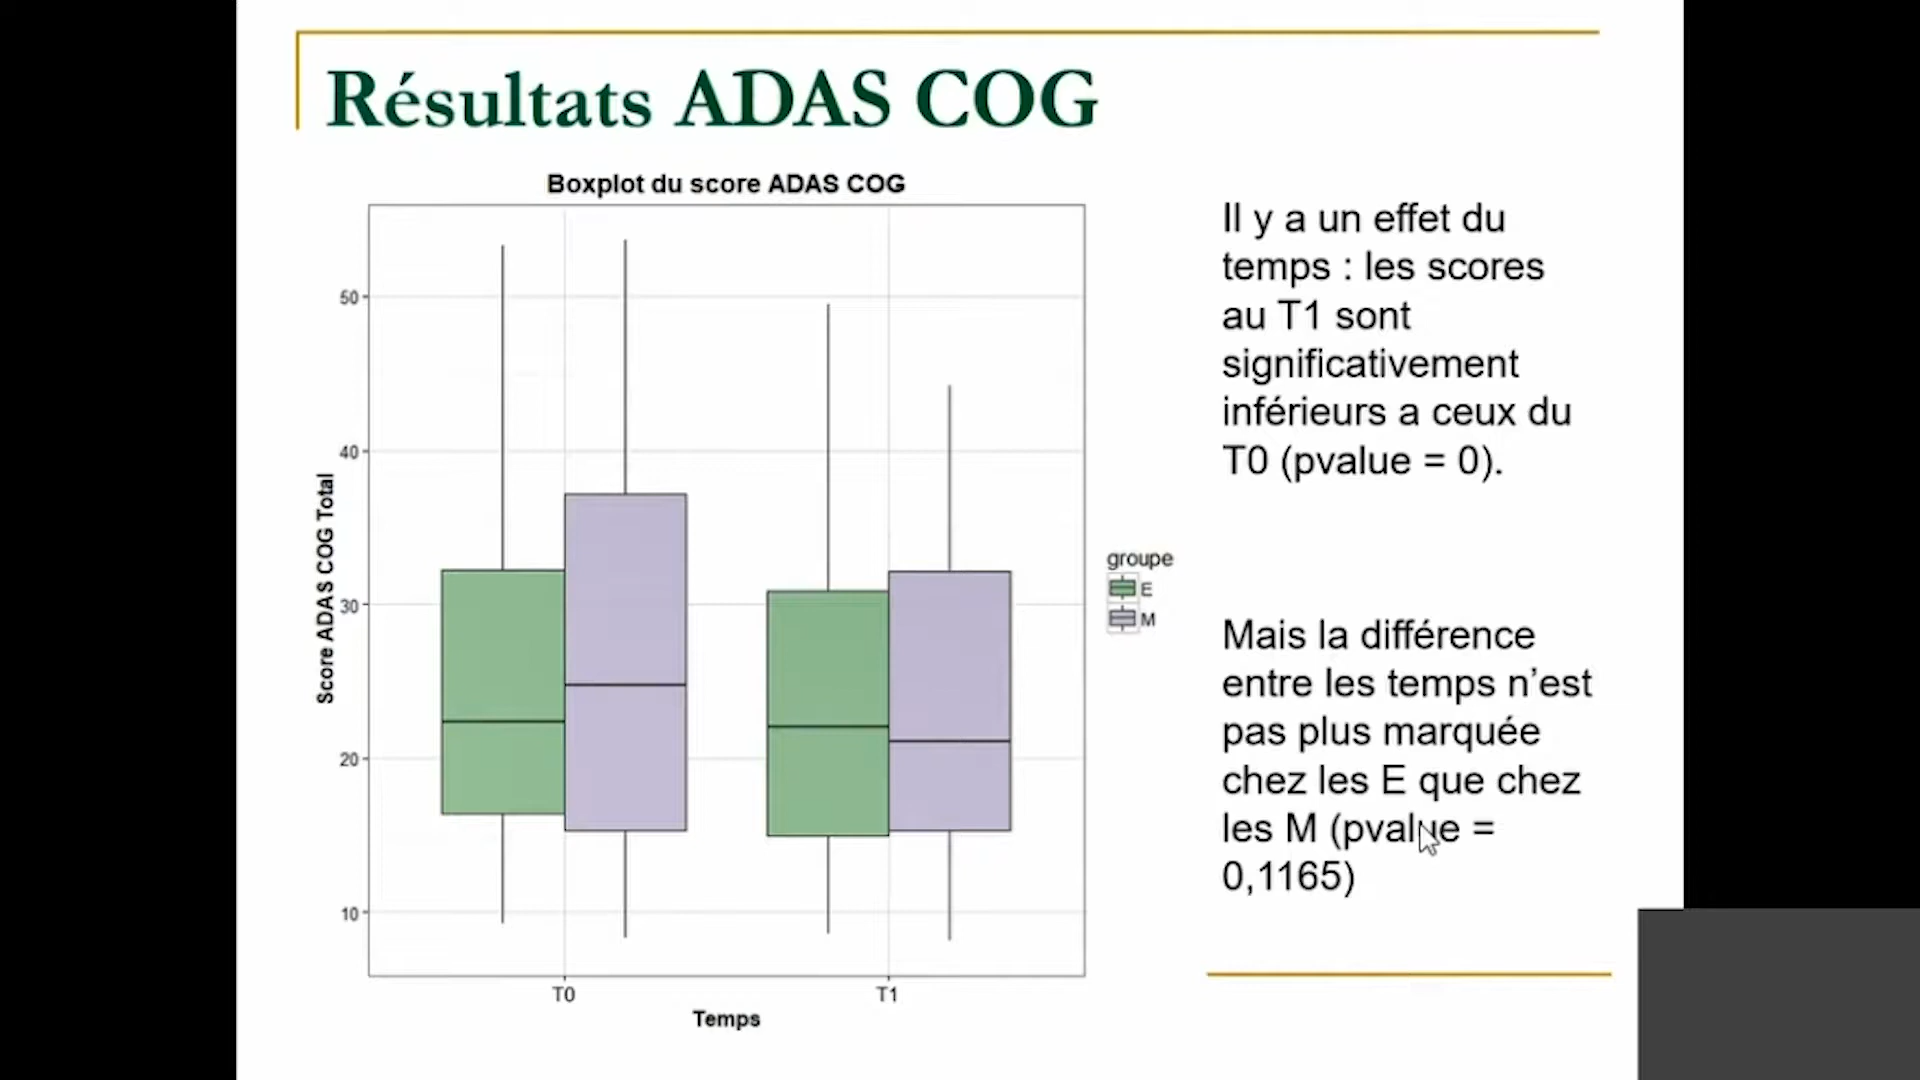 Résultats ADAS COG
Boxplot du score ADAS COG
Score ADAS COG Total
50
40
30
20
10
T0
T1
Temps
groupe
E
M
Il y a un effet du
temps : les scores
au T1 sont
significativement
inférieurs a ceux du
T0 (pvalue = 0).
Mais la différence
entre les temps n’est
pas plus marquée
chez les E que chez
les M (pvalue =
0,1165)